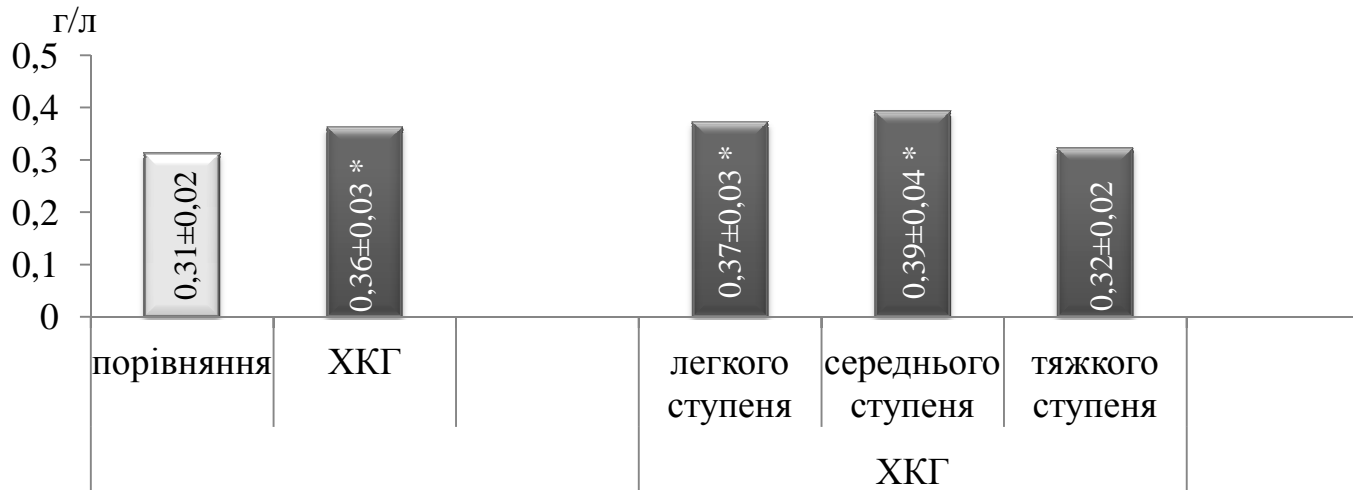 г/л
0,5
0,4
0,3
0,2
0,1
0
0,31±0,02
0,36±0,03 *
0,37±0,03 *
0,39±0,04 *
0,32±0,02
порівняння
ХКГ
легкого
ступеня
середнього
ступеня
тяжкого
ступеня
ХКГ